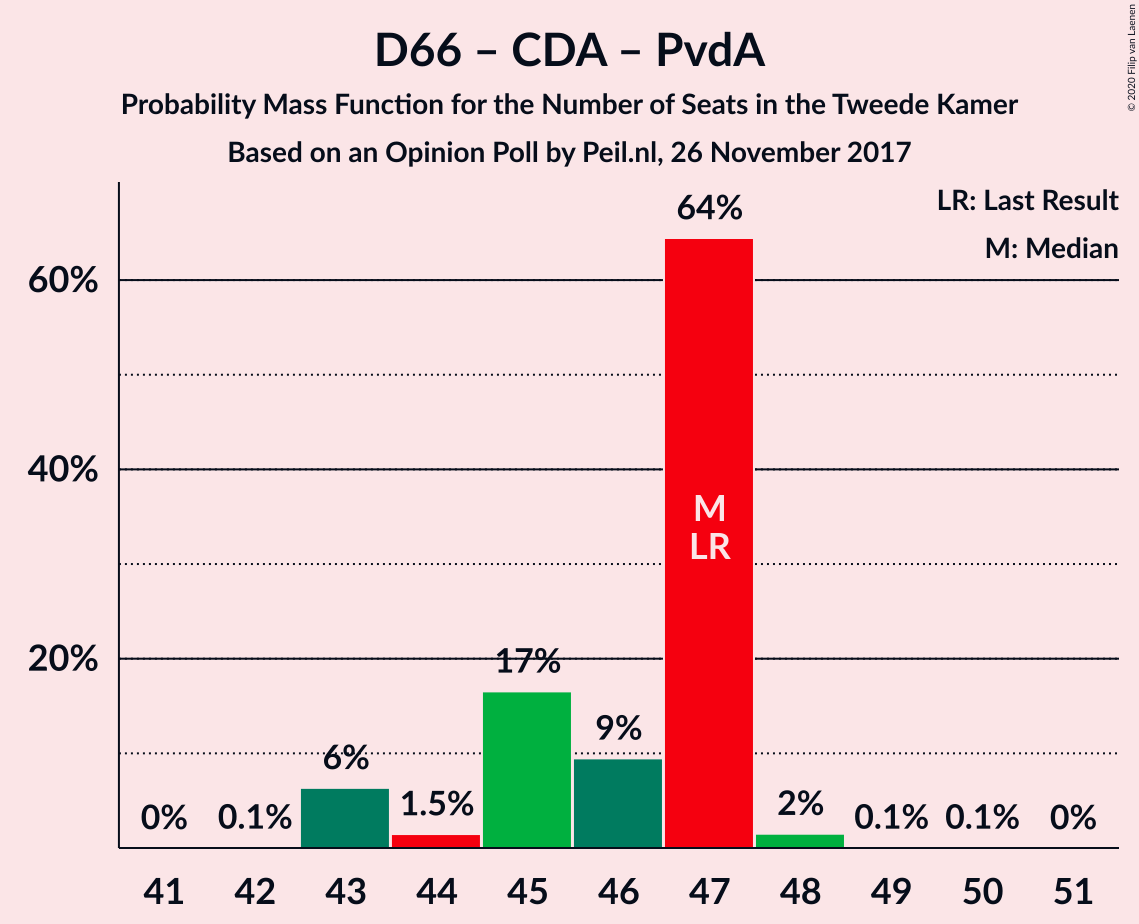 D66 – CDA – PvdA
Probability Mass Function for the Number of Seats in the Tweede Kamer
Based on an Opinion Poll by Peil.nl, 26 November 2017
© 2020 Filip van Laenen
LR: Last Result
M: Median
60%
40%
20%
0%
0.1%
6%
1.5%
17%
9%
64%
2%
0.1%
0.1%
0%
M
LR
41 42 43 44 45 46 47 48 49 50 51